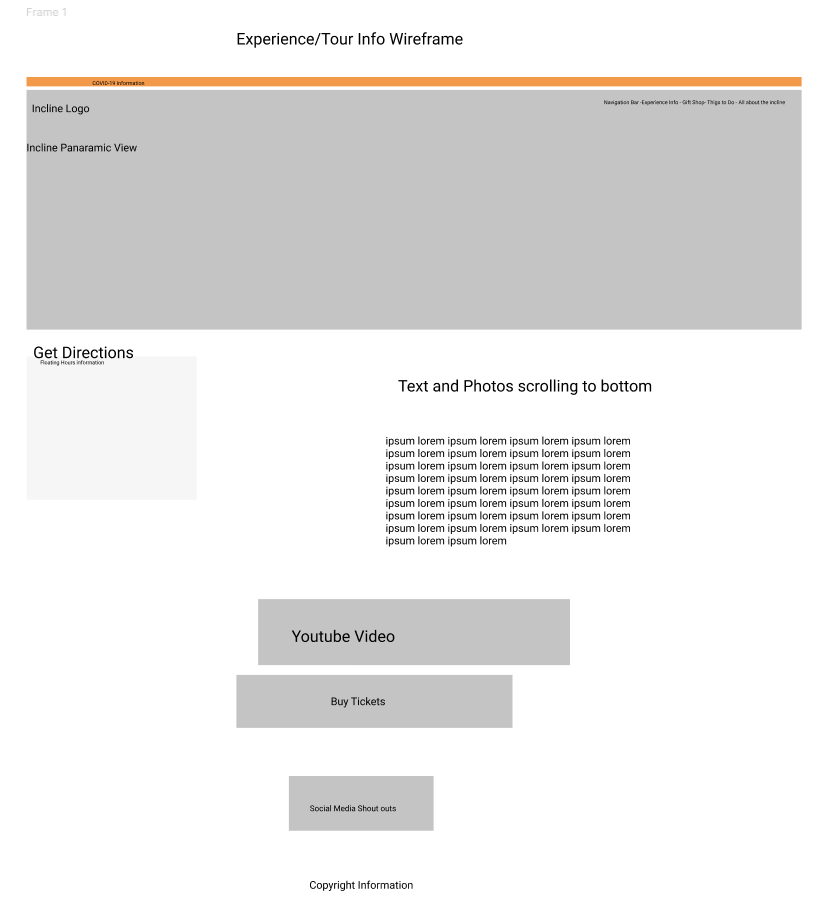 Frame 1
Experience/Tour Info Wireframe
COVID-19 Information
Incline Logo
Navigation Bar -Experience Info - Gift Shop- Thigs to Do - All about the incline
Incline Panaramic View
Get Directions
Floating Hours information
Text and Photos scrolling to bottom
ipsum lorem ipsum lorem ipsum lorem ipsum lorem
ipsum lorem ipsum lorem ipsum lorem ipsum lorem
ipsum lorem ipsum lorem ipsum lorem ipsum lorem
ipsum lorem ipsum lorem ipsum lorem ipsum lorem
ipsum lorem ipsum lorem ipsum lorem ipsum lorem
ipsum lorem ipsum lorem ipsum lorem ipsum lorem
ipsum lorem ipsum lorem ipsum lorem ipsum lorem
ipsum lorem ipsum lorem ipsum lorem ipsum lorem
ipsum lorem ipsum lorem
Youtube Video
Buy Tickets
Social Media Shout outs
Copyright Information